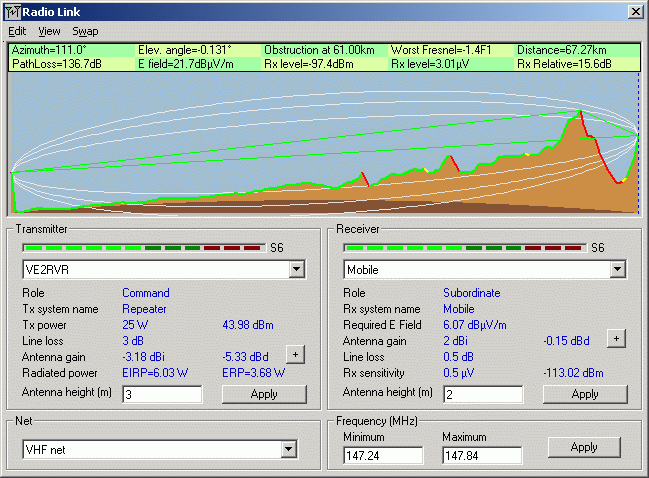 Radio Link
Edit View Swap
Azimuth=111.0° Elev. angle=-0.131° Obstruction at 61.00km Worst Fresnel=-1.4F1 Distance=67.27km
PathLoss=136.7dB E field=21.7dBµV/m Rx level=-97.4dBm Rx level=3.01µV Rx Relative=15.6dB
Transmitter
S6
VE2RVR
Role Command
Tx system name Repeater
Tx power 25 W 43.98 dBm
Line loss 3 dB
Antenna gain -3.18 dBi -5.33 dBd +
Radiated power EIRP=6.03 W ERP=3.68 W
Antenna height (m) 3 Apply
Receiver
S6
Mobile
Role Subordinate
Rx system name Mobile
Required E Field 6.07 dBµV/m
Antenna gain 2 dBi -0.15 dBd +
Line loss 0.5 dB
Rx sensitivity 0.5 µV -113.02 dBm
Antenna height (m) 2 Apply
Net
VHF net
Frequency (MHz)
Minimum Maximum
147.24 147.84 Apply